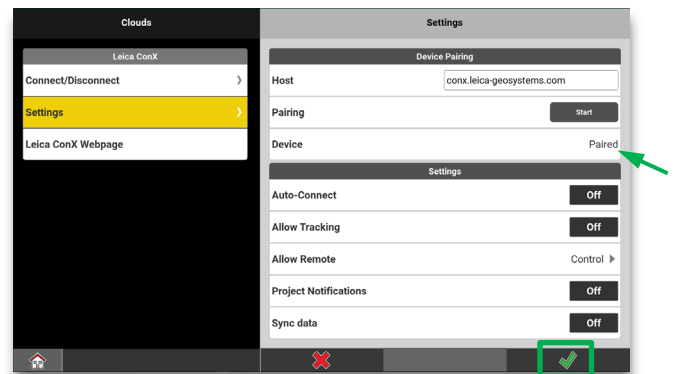 Clouds
Leica ConX
Connect/Disconnect
Settings
Leica ConX Webpage
Settings
Device Pairing
Host conx.leica-geosystems.com
Pairing Start
Device Paired
Settings
Auto-Connect Off
Allow Tracking Off
Allow Remote Control
Project Notifications Off
Sync data Off